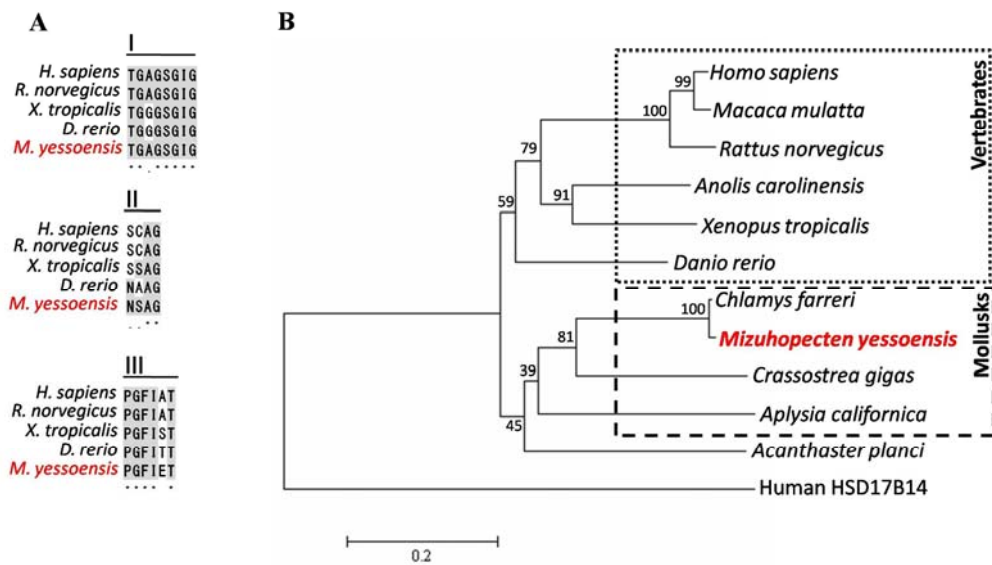 A
I
H. sapiens TGAGSGIG
R. norvegicus TGAGSGIG
X. tropicalis TGGGSGIG
D. rerio TGGGSGIG
M. yessoensis TGAGSGIG
II
H. sapiens SCAG
R. norvegicus SCAG
X. tropicalis SSAG
D. rerio NAAG
M. yessoensis NSAG
III
H. sapiens PGFIAT
R. norvegicus PGFIAT
X. tropicalis PGFIST
D. rerio PGFITT
M. yessoensis PGFIET
B
99 Homo sapiens
Macaca mulatta
100
Rattus norvegicus
79
Anolis carolinensis
91
Xenopus tropicalis
59
Danio rerio
Vertebrates
Chlamys farreri
100
Mizuhopecten yessoensis
81
Crassostrea gigas
39
Aplysia californica
45
Mollusks
Acanthaster planci
Human HSD17B14
0.2